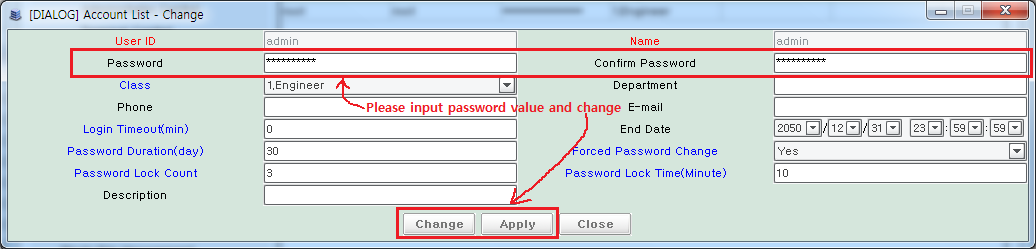 [DIALOG] Account List - Change
User ID admin Name admin
Password ********** Confirm Password **********
Class 1,Engineer Department
Please input password value and change
Phone E-mail
Login Timeout(min) 0 End Date 2050 / 12 / 31 23 : 59 : 59
Password Duration(day) 30 Forced Password Change Yes
Password Lock Count 3 Password Lock Time(Minute) 10
Description
Change Apply Close